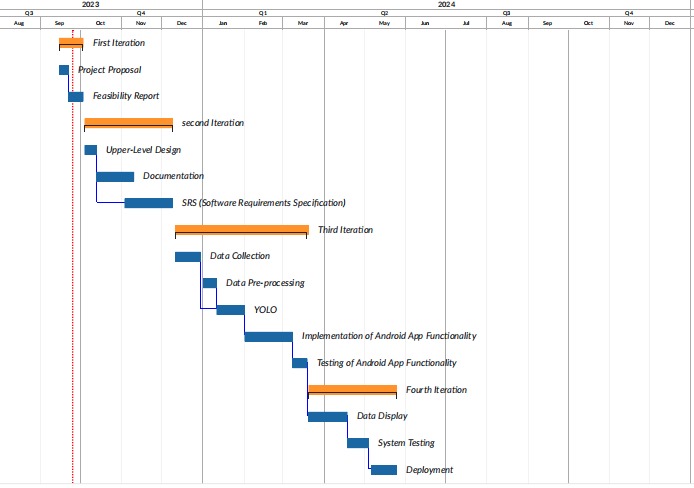 2023 2024
Q3 Q4 Q1 Q2 Q3 Q4
Aug Sep Oct Nov Dec Jan Feb Mar Apr May Jun Jul Aug Oct Nov Dec
First Iteration
Project Proposal
Feasibility Report
second Iteration
Upper-Level Design
Documentation
SRS (Software Requirements Specification)
Third Iteration
Data Collection
Data Pre-processing
YOLO
Implementation of Android App Functionality
Testing of Android App Functionality
Fourth Iteration
Data Display
System Testing
Deployment